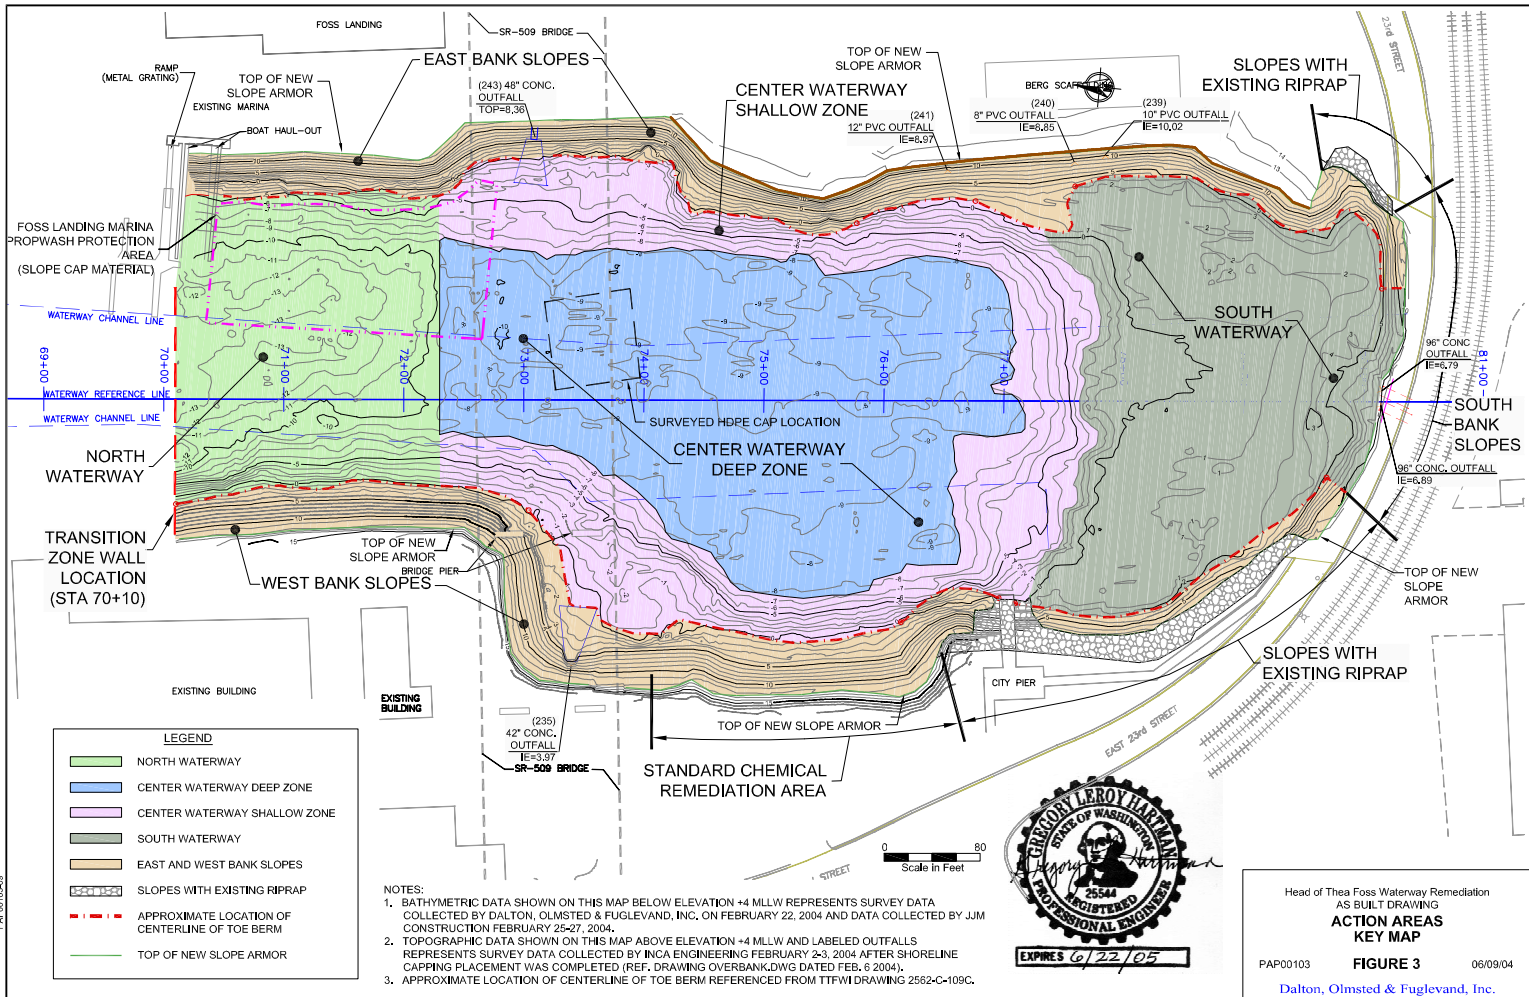 FOSS LANDING
SR-509 BRIDGE
EAST BANK SLOPES
RAMP
(METAL GRATING)
TOP OF NEW
SLOPE ARMOR
EXISTING MARINA
BOAT HAUL-OUT
(243) 48" CONC.
OUTFALL
TOP=8.36
TOP OF NEW
SLOPE ARMOR
CENTER WATERWAY
SHALLOW ZONE
(241)
12" PVC OUTFALL
IE=8.97
BERG SCAFFOLDING
(240)
8" PVC OUTFALL
IE=8.85
(239)
10" PVC OUTFALL
IE=10.02
SLOPES WITH
EXISTING RIPRAP
23rd STREET
FOSS LANDING MARINA
PROPWASH PROTECTION
AREA
(SLOPE CAP MATERIAL)
WATERWAY CHANNEL LINE
SOUTH
WATERWAY
69+00
70+00
71+00
72+00
73+00
74+00
75+00
76+00
77+00
81+00
WATERWAY REFERENCE LINE
WATERWAY CHANNEL LINE
96" CONC
OUTFALL
IE=6.79
SOUTH
BANK
SLOPES
96" CONC. OUTFALL
IE=6.89
SURVEYED HDPE CAP LOCATION
CENTER WATERWAY
DEEP ZONE
NORTH
WATERWAY
TRANSITION
ZONE WALL
LOCATION
(STA 70+10)
TOP OF NEW
SLOPE ARMOR
BRIDGE PIER
WEST BANK SLOPES
TOP OF NEW
SLOPE
ARMOR
SLOPES WITH
EXISTING RIPRAP
EXISTING BUILDING
EXISTING
BUILDING
CITY PIER
TOP OF NEW SLOPE ARMOR
EAST 23rd STREET
(235)
42" CONC.
OUTFALL
IE=3.97
SR-509 BRIDGE
STANDARD CHEMICAL
REMEDIATION AREA
LEGEND
NORTH WATERWAY
CENTER WATERWAY DEEP ZONE
CENTER WATERWAY SHALLOW ZONE
SOUTH WATERWAY
EAST AND WEST BANK SLOPES
SLOPES WITH EXISTING RIPRAP
APPROXIMATE LOCATION OF
CENTERLINE OF TOE BERM
TOP OF NEW SLOPE ARMOR
0 80
Scale in Feet
STREET
NOTES:
1. BATHYMETRIC DATA SHOWN ON THIS MAP BELOW ELEVATION +4 MLLW REPRESENTS SURVEY DATA
COLLECTED BY DALTON, OLMSTED & FUGLEVAND, INC. ON FEBRUARY 22, 2004 AND DATA COLLECTED BY JJM
CONSTRUCTION FEBRUARY 25-27, 2004.
2. TOPOGRAPHIC DATA SHOWN ON THIS MAP ABOVE ELEVATION +4 MLLW AND LABELED OUTFALLS
REPRESENTS SURVEY DATA COLLECTED BY INCA ENGINEERING FEBRUARY 2-3, 2004 AFTER SHORELINE
CAPPING PLACEMENT WAS COMPLETED (REF. DRAWING OVERBANK.DWG DATED FEB. 6 2004).
3. APPROXIMATE LOCATION OF CENTERLINE OF TOE BERM REFERENCED FROM TTFWI DRAWING 2562-C-109C.
GREGORY LEROY HARTMAN
STATE OF WASHINGTON
Gregory Hartman
25544
REGISTERED
PROFESSIONAL ENGINEER
EXPIRES 6/22/05
Head of Thea Foss Waterway Remediation
AS BUILT DRAWING
ACTION AREAS
KEY MAP
PAP00103 FIGURE 3 06/09/04
Dalton, Olmsted & Fuglevand, Inc.